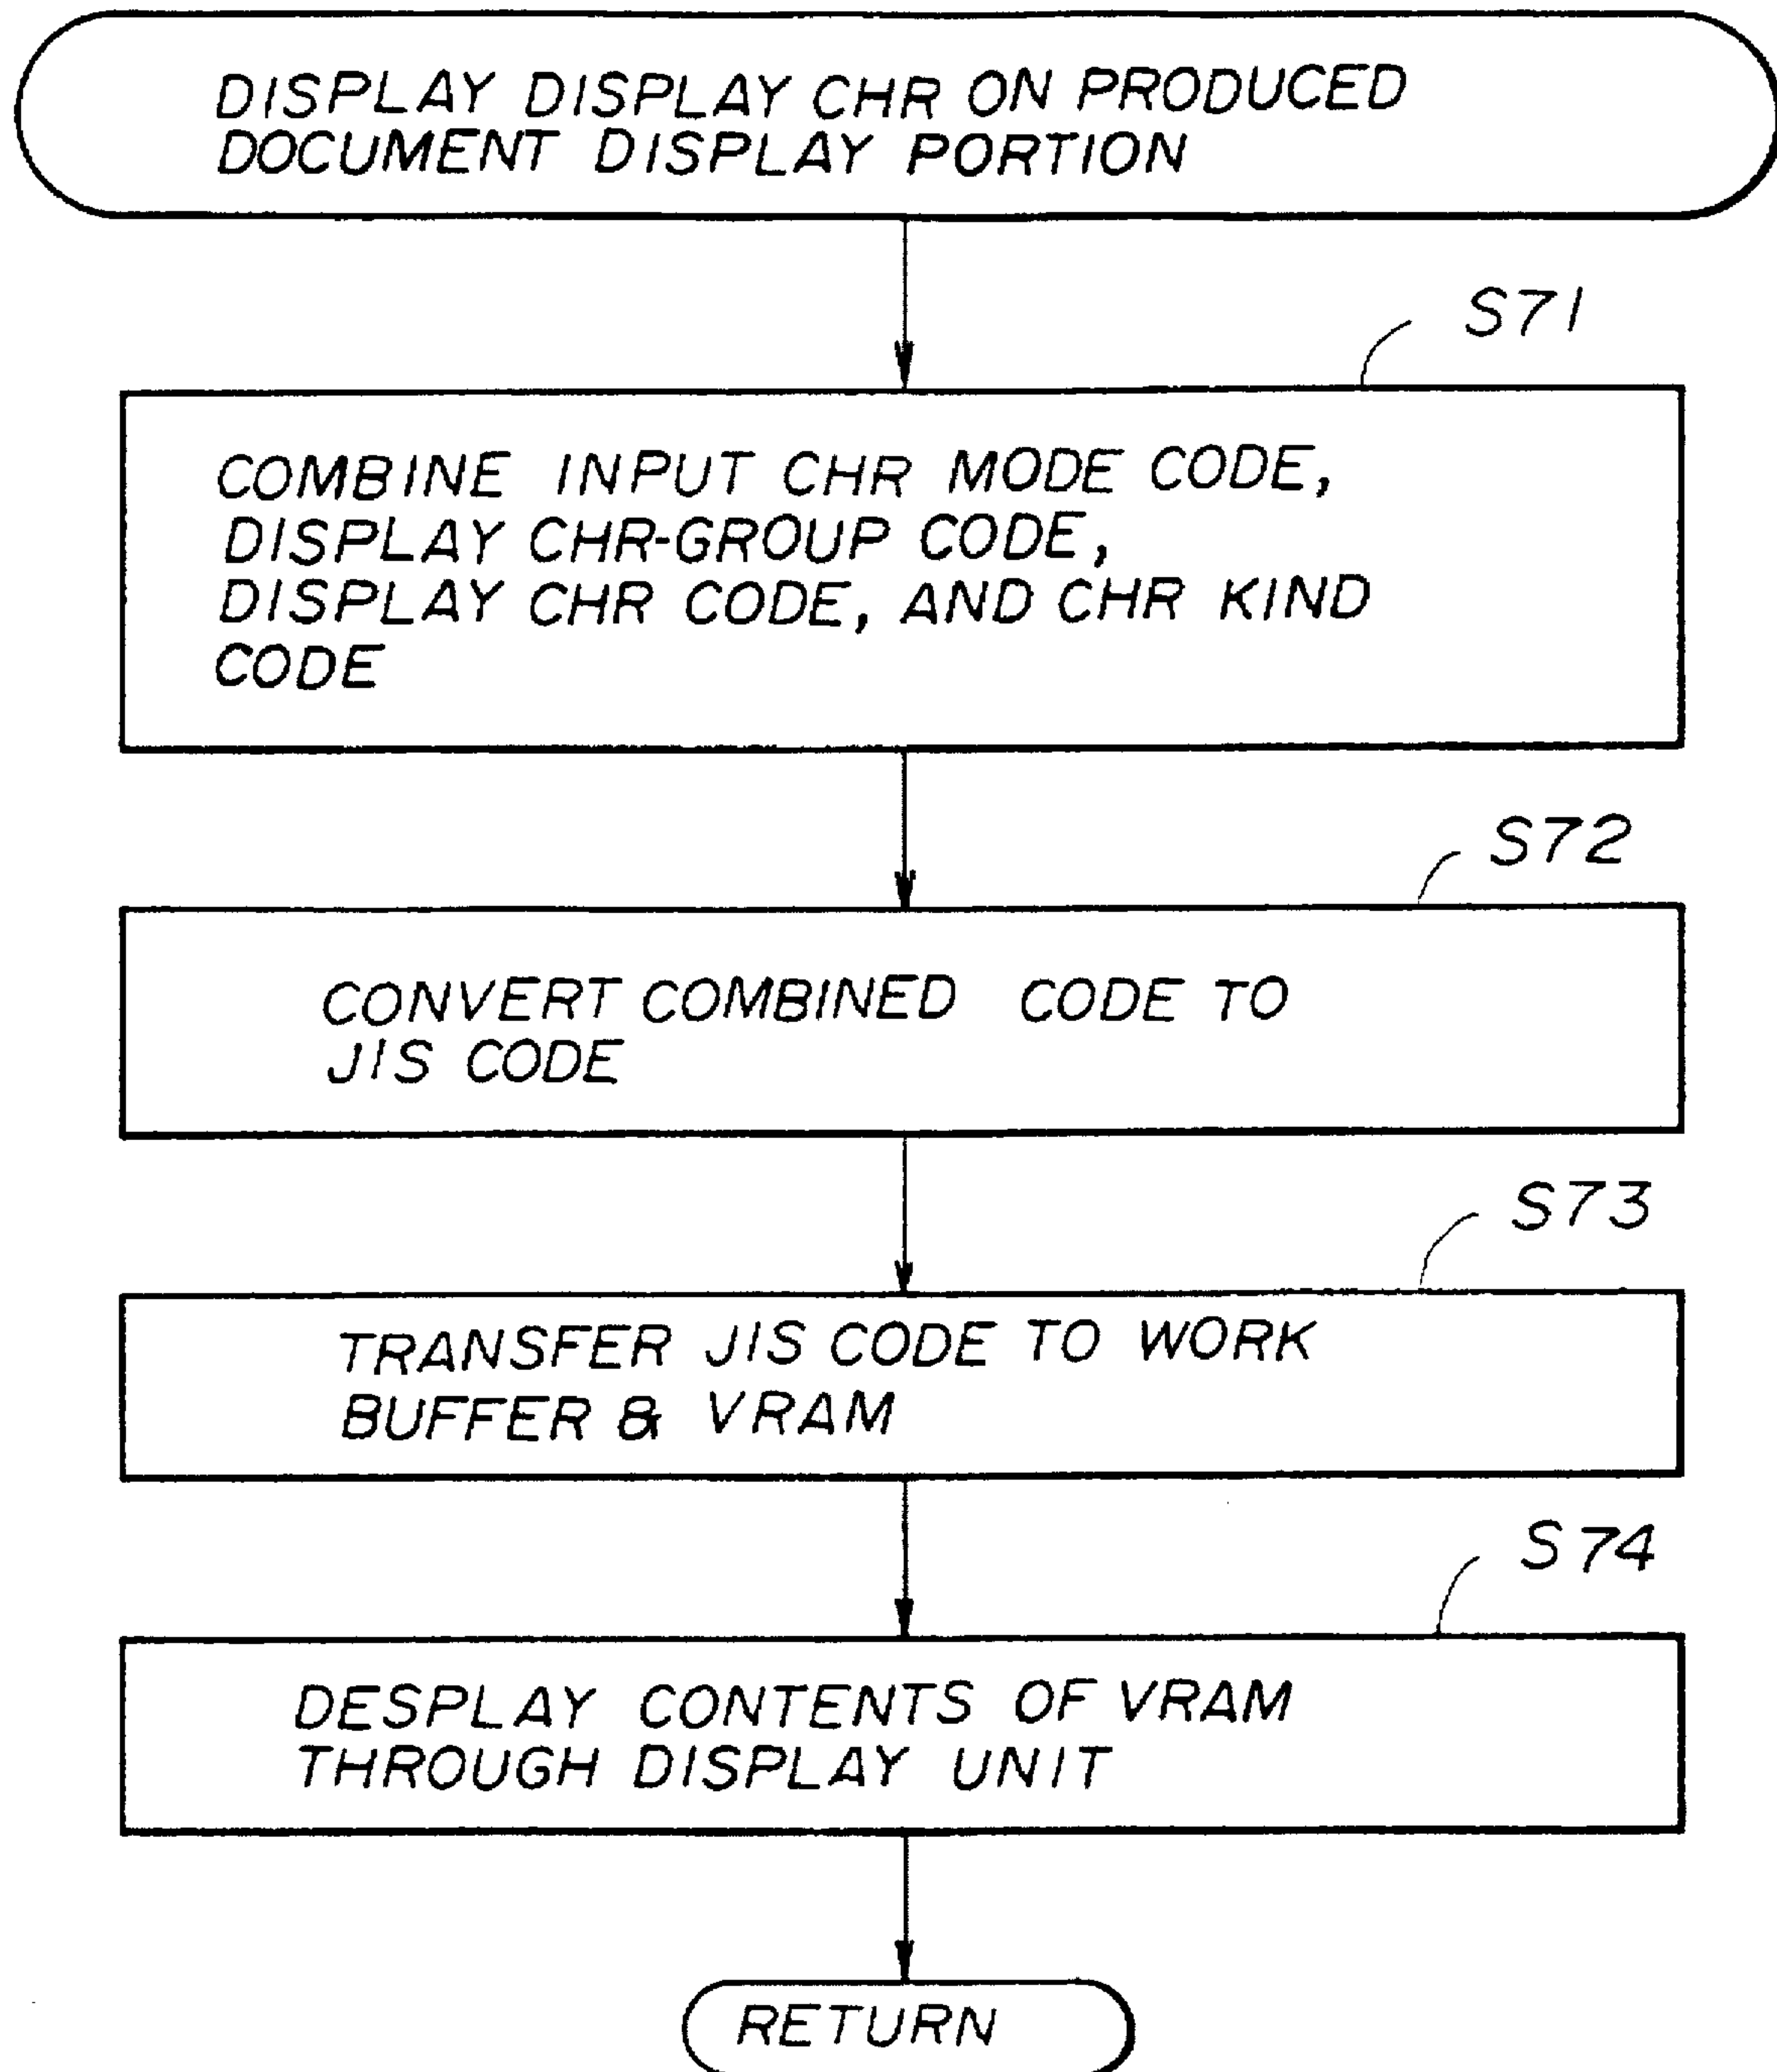 DISPLAY DISPLAY CHR ON PRODUCED
DOCUMENT DISPLAY PORTION
S71
COMBINE INPUT CHR MODE CODE,
DISPLAY CHR-GROUP CODE,
DISPLAY CHR CODE, AND CHR KIND
CODE
S72
CONVERT COMBINED CODE TO
JIS CODE
S73
TRANSFER JIS CODE TO WORK
BUFFER & VRAM
S74
DESPLAY CONTENTS OF VRAM
THROUGH DISPLAY UNIT
RETURN